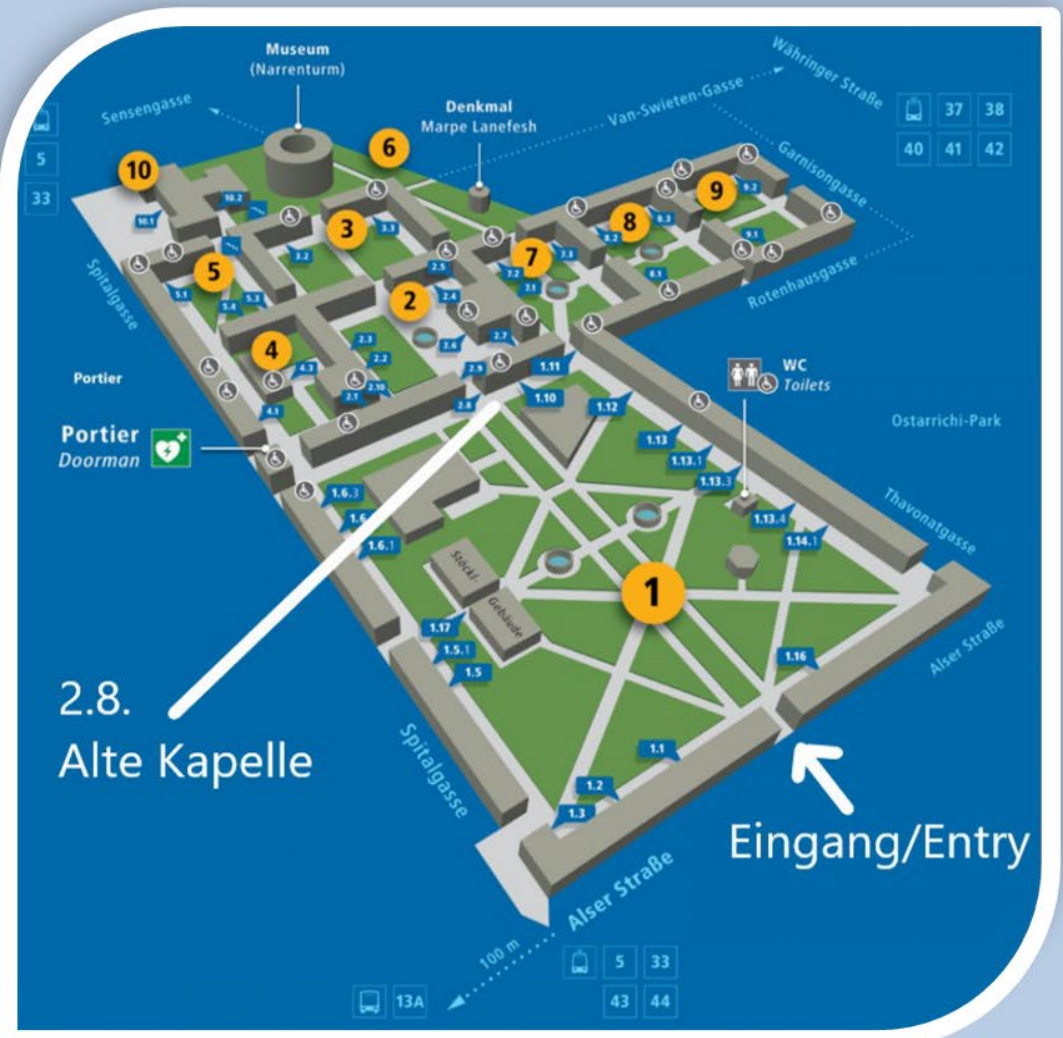 Museum
(Narrenturm)
Denkmal
Marpe Lanefesh
Sensengasse
Van-Swieten-Gasse
Währinger Straße
37 38
40 41 42
5
33
Garnisongasse
Rotenhausgasse
Spitalgasse
10
6
3
9
8
7
5
2
4
10.1
10.2
3.2
3.3
9.2
9.1
8.3
8.2
8.1
7.3
7.2
7.1
5.1
5.4
5.3
2.5
2.4
2.6
2.7
2.3
2.2
2.10
2.1
2.9
2.8
4.3
4.1
1.11
1.10
1.12
WC
Toilets
Portier
Portier
Doorman
Ostarrichi-Park
1.13
1.13.1
1.13.3
1.13.4
1.14.1
Thavonatgasse
1.6.3
1.6.1
Stöckl-
Gebäude
1
1.17
1.5.1
1.5
1.16
Alser Straße
2.8.
Alte Kapelle
Spitalgasse
1.1
1.2
1.3
Eingang/Entry
Alser Straße
100 m
13A
5 33
43 44